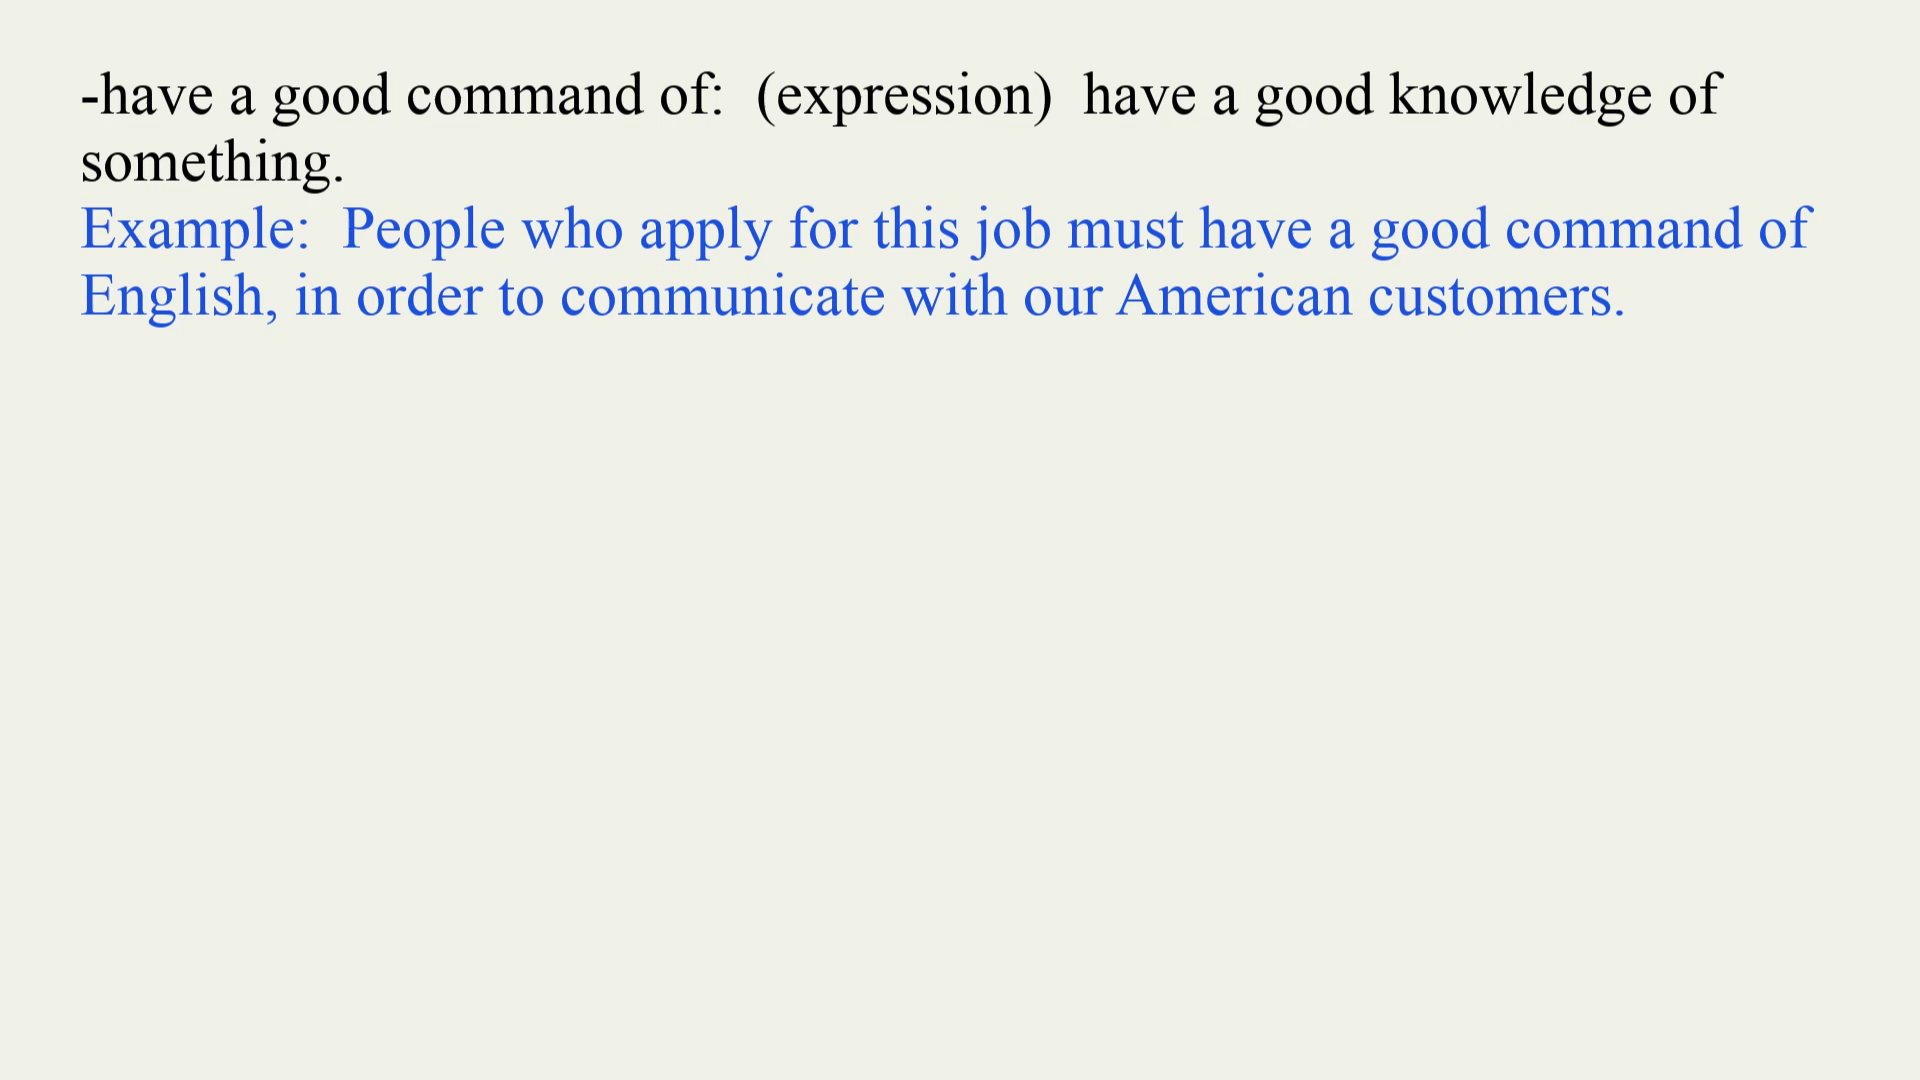 -have a good command of:  (expression)  have a good knowledge of
something.
Example:  People who apply for this job must have a good command of
English, in order to communicate with our American customers.